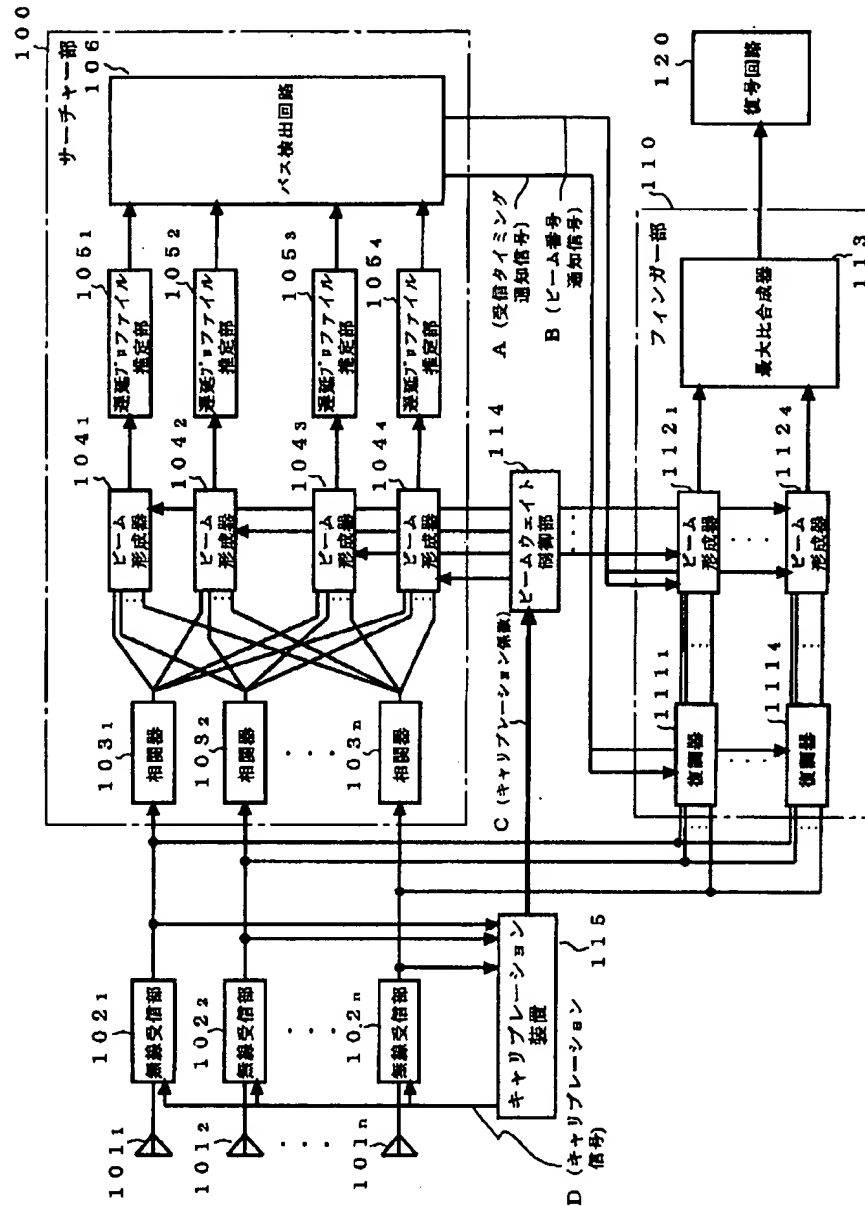 100
サーチャー部
106
パス検出回路
1051
遅延プロファイル
推定部
1052
遅延プロファイル
推定部
1053
遅延プロファイル
推定部
1054
遅延プロファイル
推定部
1041
ビーム
形成器
1042
ビーム
形成器
1043
ビーム
形成器
1044
ビーム
形成器
1031
相関器
1032
相関器
103n
相関器
1021
無線受信部
1022
無線受信部
102n
無線受信部
1011
1012
101n
A (受信タイミング
通知信号)
B (ビーム番号
通知信号)
114
ビームウェイト
制御部
C (キャリブレーション係数)
キャリブレーション
装置
115
D (キャリブレーション
信号)
120
復号回路
110
フィンガー部
113
最大比合成器
1121
ビーム
形成器
1124
ビーム
形成器
1111
復調器
1114
復調器